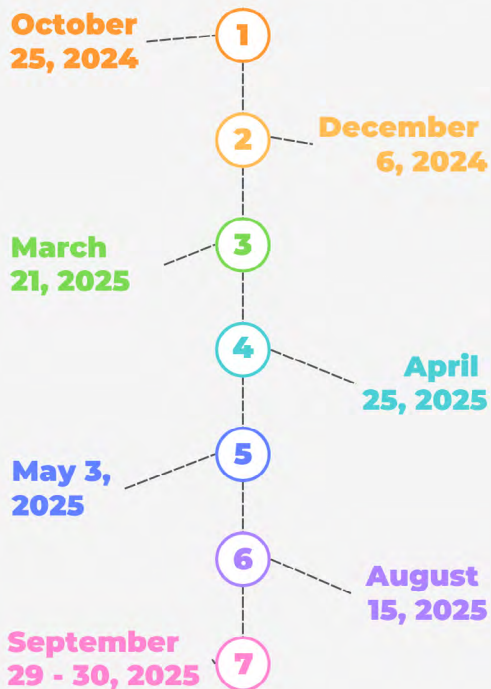 October
25, 2024
1
2
December
6, 2024
March
21, 2025
3
4
April
25, 2025
May 3,
2025
5
6
August
15, 2025
September
29 - 30, 2025
7